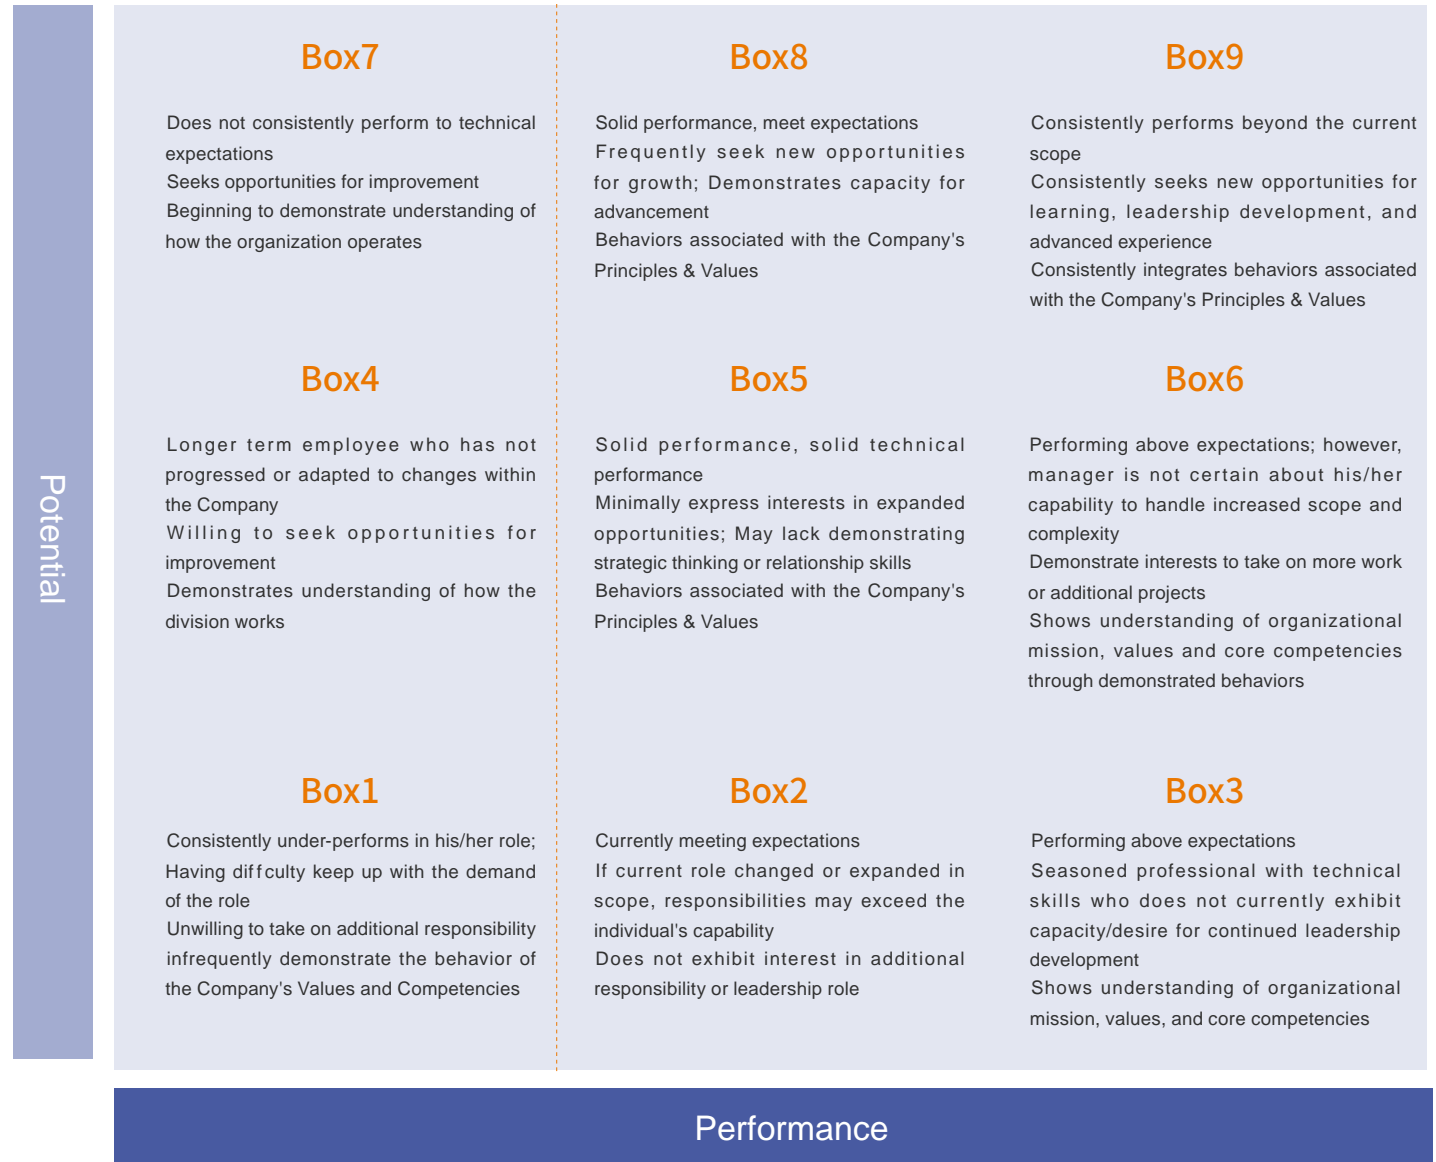 Potential
Box7
Does not consistently perform to technical
expectations
Seeks opportunities for improvement
Beginning to demonstrate understanding of
how the organization operates
Box8
Solid performance, meet expectations
Frequently seek new opportunities
for growth; Demonstrates capacity for
advancement
Behaviors associated with the Company's
Principles & Values
Box9
Consistently performs beyond the current
scope
Consistently seeks new opportunities for
learning, leadership development, and
advanced experience
Consistently integrates behaviors associated
with the Company's Principles & Values
Box4
Longer term employee who has not
progressed or adapted to changes within
the Company
Willing to seek opportunities for
improvement
Demonstrates understanding of how the
division works
Box5
Solid performance, solid technical
performance
Minimally express interests in expanded
opportunities; May lack demonstrating
strategic thinking or relationship skills
Behaviors associated with the Company's
Principles & Values
Box6
Performing above expectations; however,
manager is not certain about his/her
capability to handle increased scope and
complexity
Demonstrate interests to take on more work
or additional projects
Shows understanding of organizational
mission, values and core competencies
through demonstrated behaviors
Box1
Consistently under-performs in his/her role;
Having diff culty keep up with the demand
of the role
Unwilling to take on additional responsibility
infrequently demonstrate the behavior of
the Company's Values and Competencies
Box2
Currently meeting expectations
If current role changed or expanded in
scope, responsibilities may exceed the
individual's capability
Does not exhibit interest in additional
responsibility or leadership role
Box3
Performing above expectations
Seasoned professional with technical
skills who does not currently exhibit
capacity/desire for continued leadership
development
Shows understanding of organizational
mission, values, and core competencies
Performance